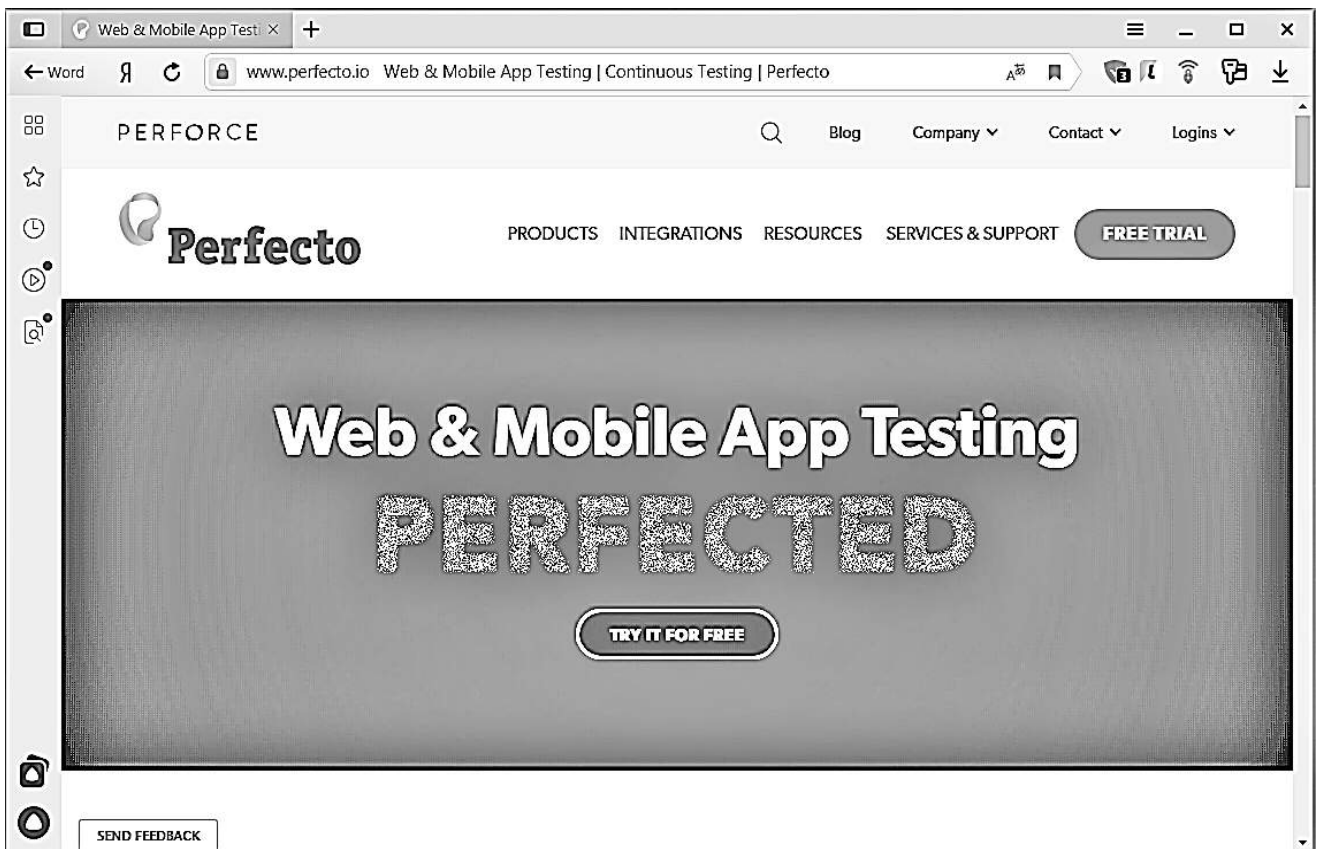 Web & Mobile App Testi
Word Я www.perfecto.io Web & Mobile App Testing | Continuous Testing | Perfecto
PERFORCE Blog Company Contact Logins
Perfecto PRODUCTS INTEGRATIONS RESOURCES SERVICES & SUPPORT FREE TRIAL
Web & Mobile App Testing
PERFECTED
TRY IT FOR FREE
SEND FEEDBACK